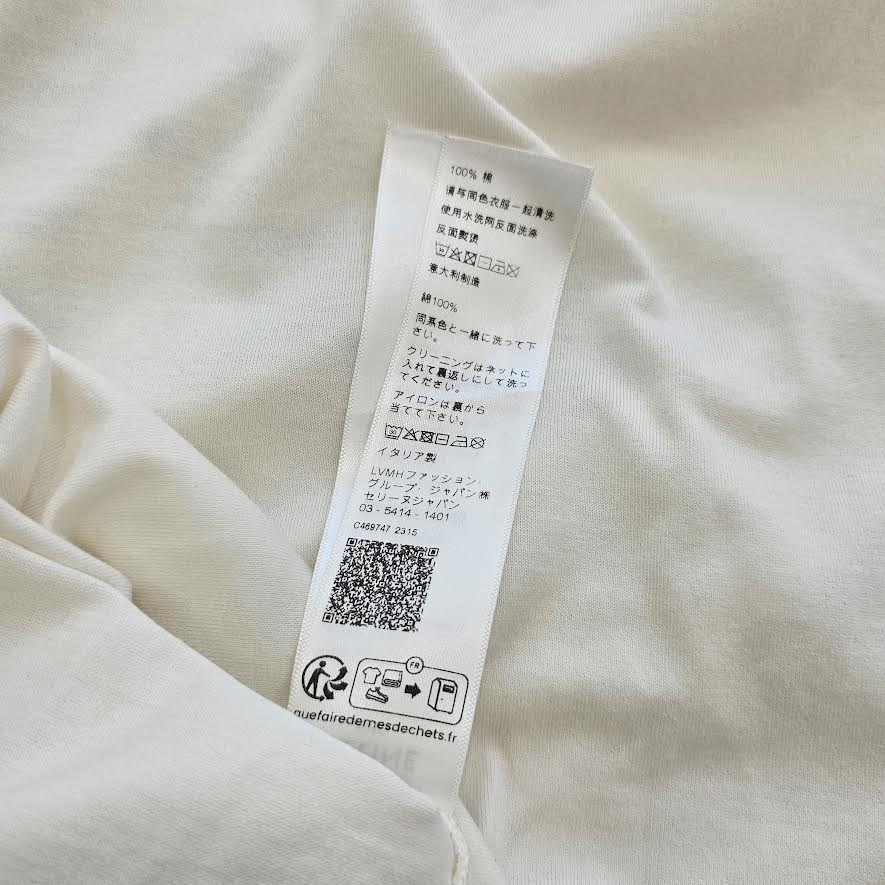 100% 棉
请与同色衣服一起清洗
使用水洗网反面洗涤
反面熨烫
30
意大利制造
綿100%
同系色と一緒に洗って下
さい。
クリーニングはネットに
入れて裏返しにして洗っ
てください。
アイロンは裏から
当てて下さい。
30
イタリア製
LVMHファッション・
グループ・ジャパン㈱
セリーヌジャパン
03 - 5414 - 1401
C469747 2315
FR
quefairedemesdechets.fr